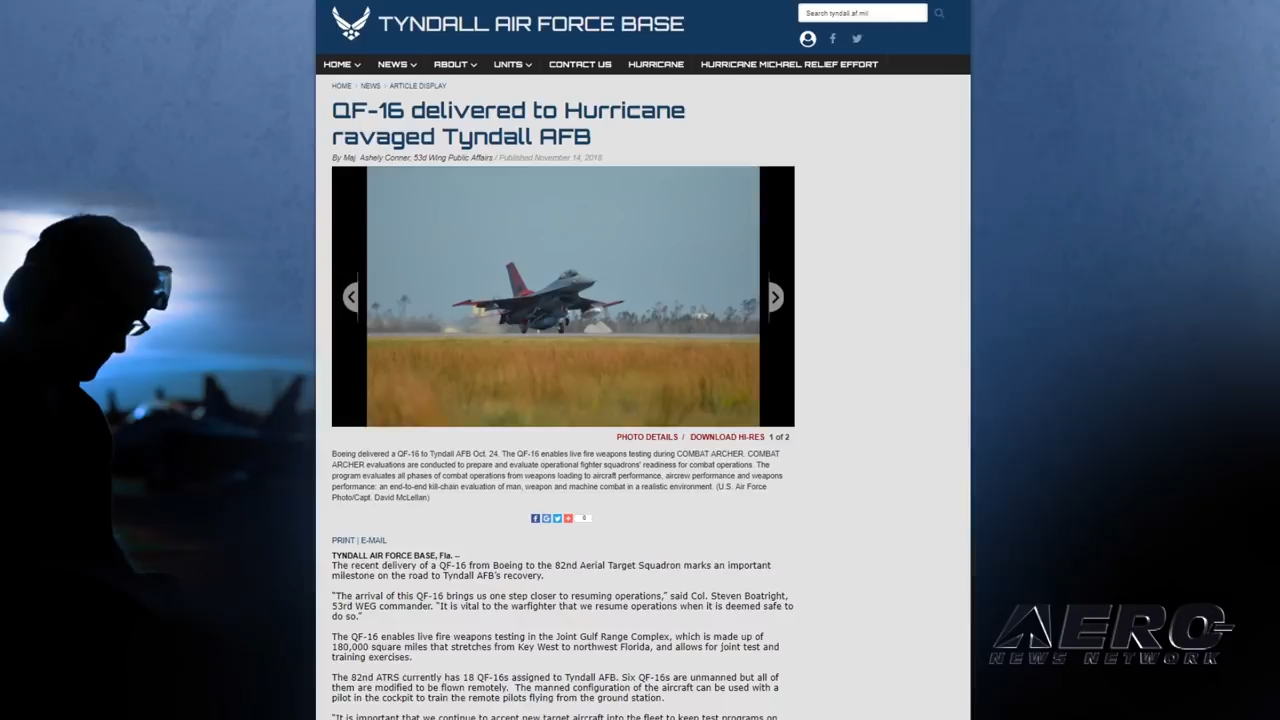 TYNDALL AIR FORCE BASE
Search tyndall.af.mil
HOME NEWS ABOUT UNITS CONTACT US HURRICANE HURRICANE MICHAEL RELIEF EFFORT
HOME NEWS ARTICLE DISPLAY
QF-16 delivered to Hurricane
ravaged Tyndall AFB
By Maj. Ashely Conner, 53d Wing Public Affairs / Published November 14, 2018
PHOTO DETAILS / DOWNLOAD HI-RES 1 of 2
Boeing delivered a QF-16 to Tyndall AFB Oct. 24. The QF-16 enables live fire weapons testing during COMBAT ARCHER. COMBAT
ARCHER evaluations are conducted to prepare and evaluate operational fighter squadrons' readiness for combat operations. The
program evaluates all phases of combat operations from weapons loading to aircraft performance, aircrew performance and weapons
performance: an end-to-end kill-chain evaluation of man, weapon and machine combat in a realistic environment. (U.S. Air Force
Photo/Capt. David McLellan)
0
PRINT | E-MAIL
TYNDALL AIR FORCE BASE, Fla. --
The recent delivery of a QF-16 from Boeing to the 82nd Aerial Target Squadron marks an important
milestone on the road to Tyndall AFB's recovery.
"The arrival of this QF-16 brings us one step closer to resuming operations," said Col. Steven Boatright,
53rd WEG commander. "It is vital to the warfighter that we resume operations when it is deemed safe to
do so."
The QF-16 enables live fire weapons testing in the Joint Gulf Range Complex, which is made up of
180,000 square miles that stretches from Key West to northwest Florida, and allows for joint test and
training exercises.
The 82nd ATRS currently has 18 QF-16s assigned to Tyndall AFB. Six QF-16s are unmanned but all of
them are modified to be flown remotely. The manned configuration of the aircraft can be used with a
pilot in the cockpit to train the remote pilots flying from the ground station.
"It is important that we continue to accept new target aircraft into the fleet to keep test programs on
AERO
NEWS NETWORK